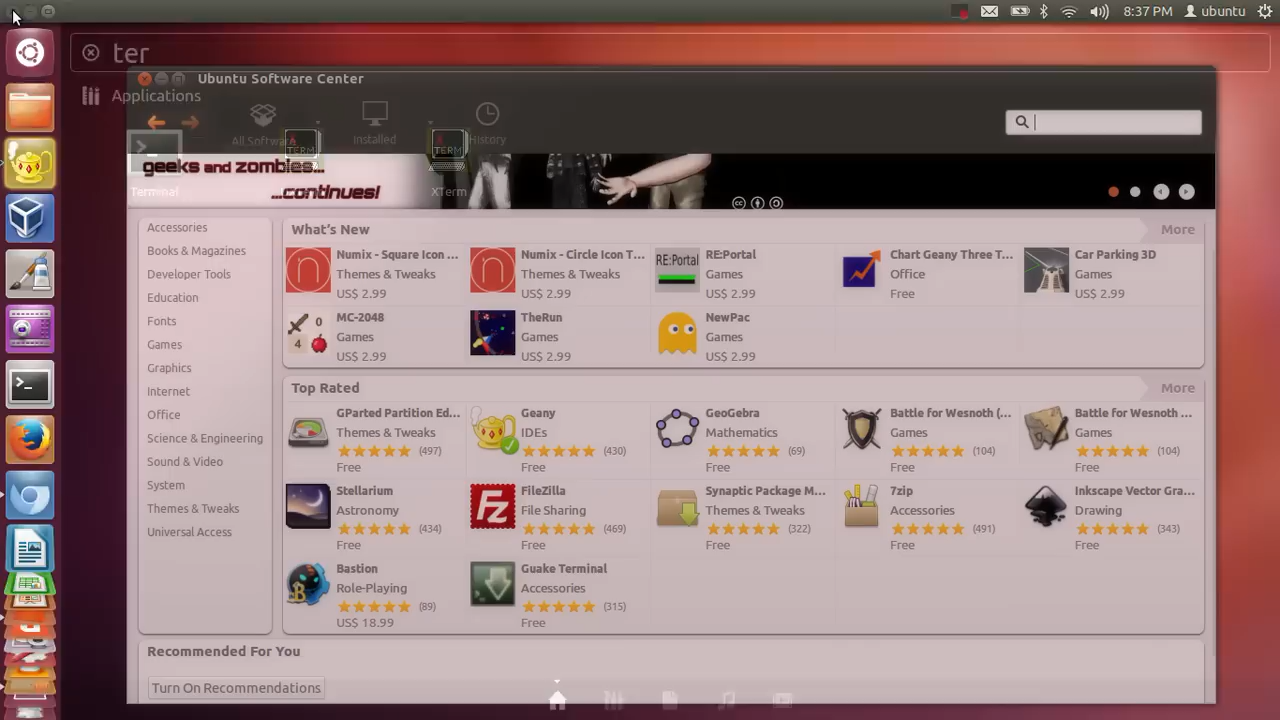 8:37 PM
ubuntu
ter
Ubuntu Software Center
Applications
All Software
Installed
History
TERM
TERM
geeks and zombies...
Terminal
...continues!
XTerm
What's New
More
Accessories
Books & Magazines
Developer Tools
Education
Fonts
Games
Graphics
Internet
Office
Science & Engineering
Sound & Video
System
Themes & Tweaks
Universal Access
Numix - Square Icon ...
Themes & Tweaks
US$ 2.99
Numix - Circle Icon T...
Themes & Tweaks
US$ 2.99
RE:Portal
RE:Portal
Games
US$ 2.99
Chart Geany Three T...
Office
Free
Car Parking 3D
Games
US$ 2.99
0
4
MC-2048
Games
US$ 2.99
TheRun
Games
US$ 2.99
NewPac
Games
US$ 2.99
Top Rated
More
GParted Partition Ed...
Themes & Tweaks
(497)
Free
Geany
IDEs
(430)
Free
GeoGebra
Mathematics
(69)
Free
Battle for Wesnoth (...
Games
(104)
Free
Battle for Wesnoth ...
Games
(104)
Free
Stellarium
Astronomy
(434)
Free
Fz
FileZilla
File Sharing
(469)
Free
Synaptic Package M...
Themes & Tweaks
(322)
Free
7zip
Accessories
(491)
Free
Inkscape Vector Gra...
Drawing
(343)
Free
Bastion
Role-Playing
(89)
US$ 18.99
Guake Terminal
Accessories
(315)
Free
Recommended For You
Turn On Recommendations